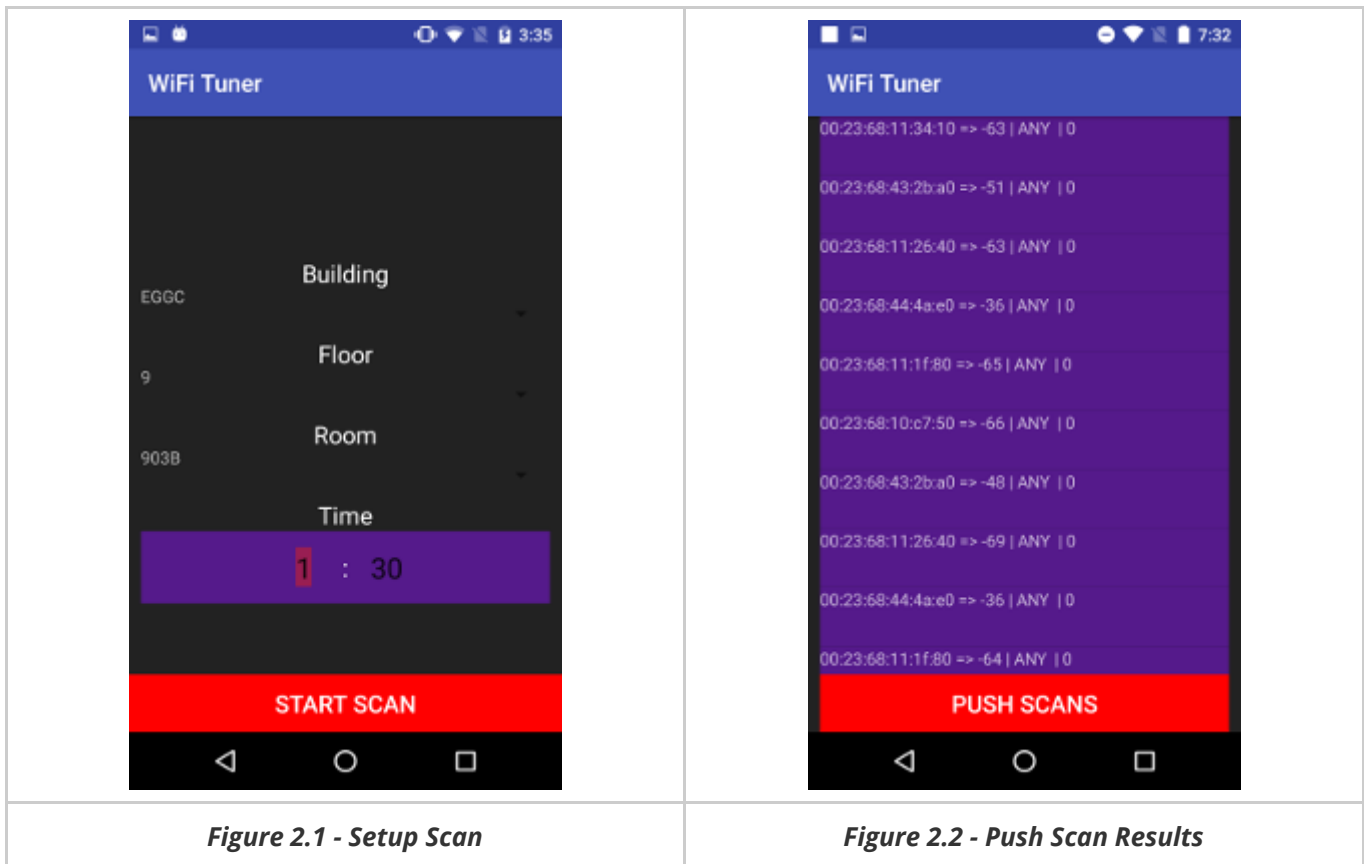 3:35
WiFi Tuner
Building
EGGC
Floor
9
Room
903B
Time
1 : 30
START SCAN
Figure 2.1 - Setup Scan
7:32
WiFi Tuner
00:23:68:11:34:10 => -63 | ANY | 0
00:23:68:43:2b:a0 => -51 | ANY | 0
00:23:68:11:26:40 => -63 | ANY | 0
00:23:68:44:4a:e0 => -36 | ANY | 0
00:23:68:11:1f:80 => -65 | ANY | 0
00:23:68:10:c7:50 => -66 | ANY | 0
00:23:68:43:2b:a0 => -48 | ANY | 0
00:23:68:11:26:40 => -69 | ANY | 0
00:23:68:44:4a:e0 => -36 | ANY | 0
00:23:68:11:1f:80 => -64 | ANY | 0
PUSH SCANS
Figure 2.2 - Push Scan Results